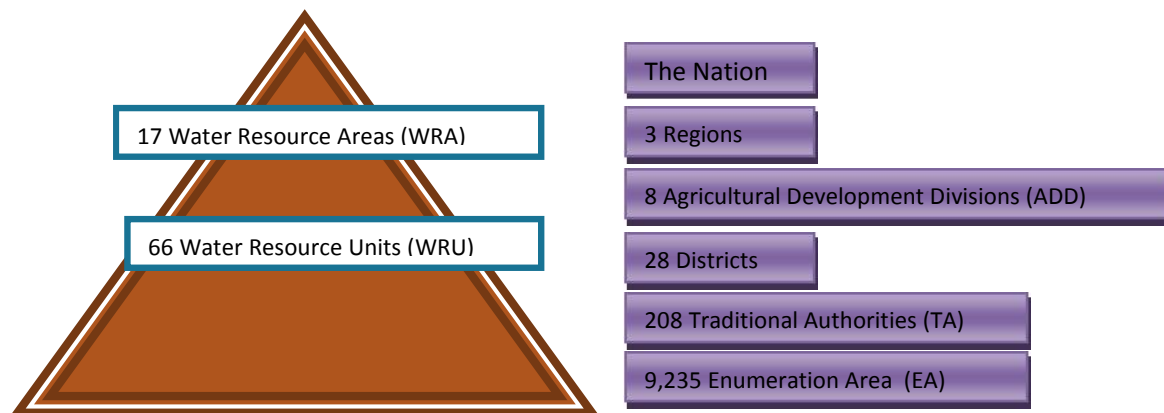 17 Water Resource Areas (WRA)
66 Water Resource Units (WRU)
The Nation
3 Regions
8 Agricultural Development Divisions (ADD)
28 Districts
208 Traditional Authorities (TA)
9,235 Enumeration Area (EA)